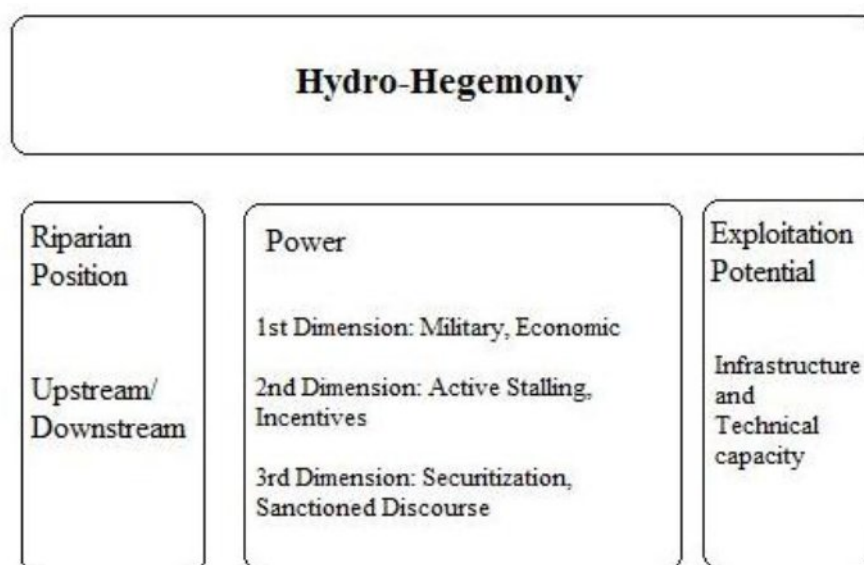 Hydro-Hegemony
Riparian
Position
Upstream/
Downstream
Power
1st Dimension: Military, Economic
2nd Dimension: Active Stalling,
Incentives
3rd Dimension: Securitization,
Sanctioned Discourse
Exploitation
Potential
Infrastructure
and
Technical
capacity